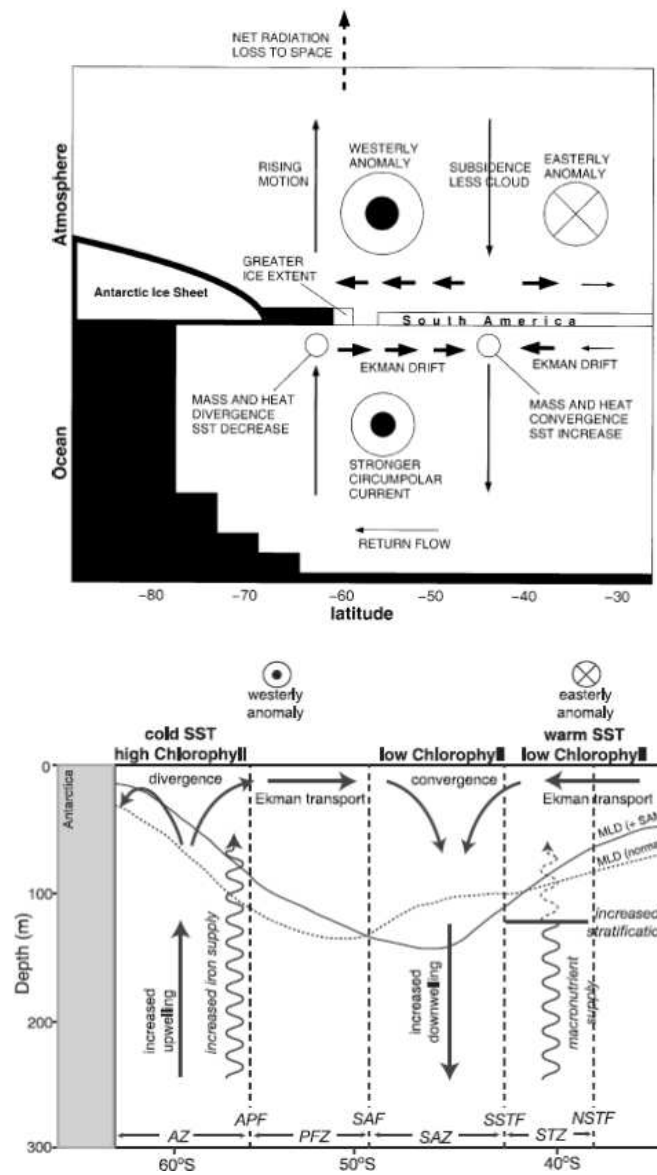 NET RADIATION
LOSS TO SPACE
Atmosphere
RISING
MOTION
WESTERLY
ANOMALY
SUBSIDENCE
LESS CLOUD
EASTERLY
ANOMALY
GREATER
ICE EXTENT
Antarctic Ice Sheet
South America
EKMAN DRIFT
EKMAN DRIFT
MASS AND HEAT
DIVERGENCE
SST DECREASE
MASS AND HEAT
CONVERGENCE
SST INCREASE
Ocean
STRONGER
CIRCUMPOLAR
CURRENT
RETURN FLOW
-80 -70 -60 -50 -40 -30
latitude
westerly
anomaly
easterly
anomaly
cold SST
high Chlorophyll
low Chlorophyll
warm SST
low Chlorophyll
Antarctica
divergence
Ekman transport
convergence
Ekman transport
MLD (+ SAM
MLD (norma
increased
stratification
Depth (m)
0
100
200
300
increased
upwelling
increased iron supply
increased
downwelling
macronutrient
supply
APF SAF SSTF NSTF
AZ PFZ SAZ STZ
60°S 50°S 40°S